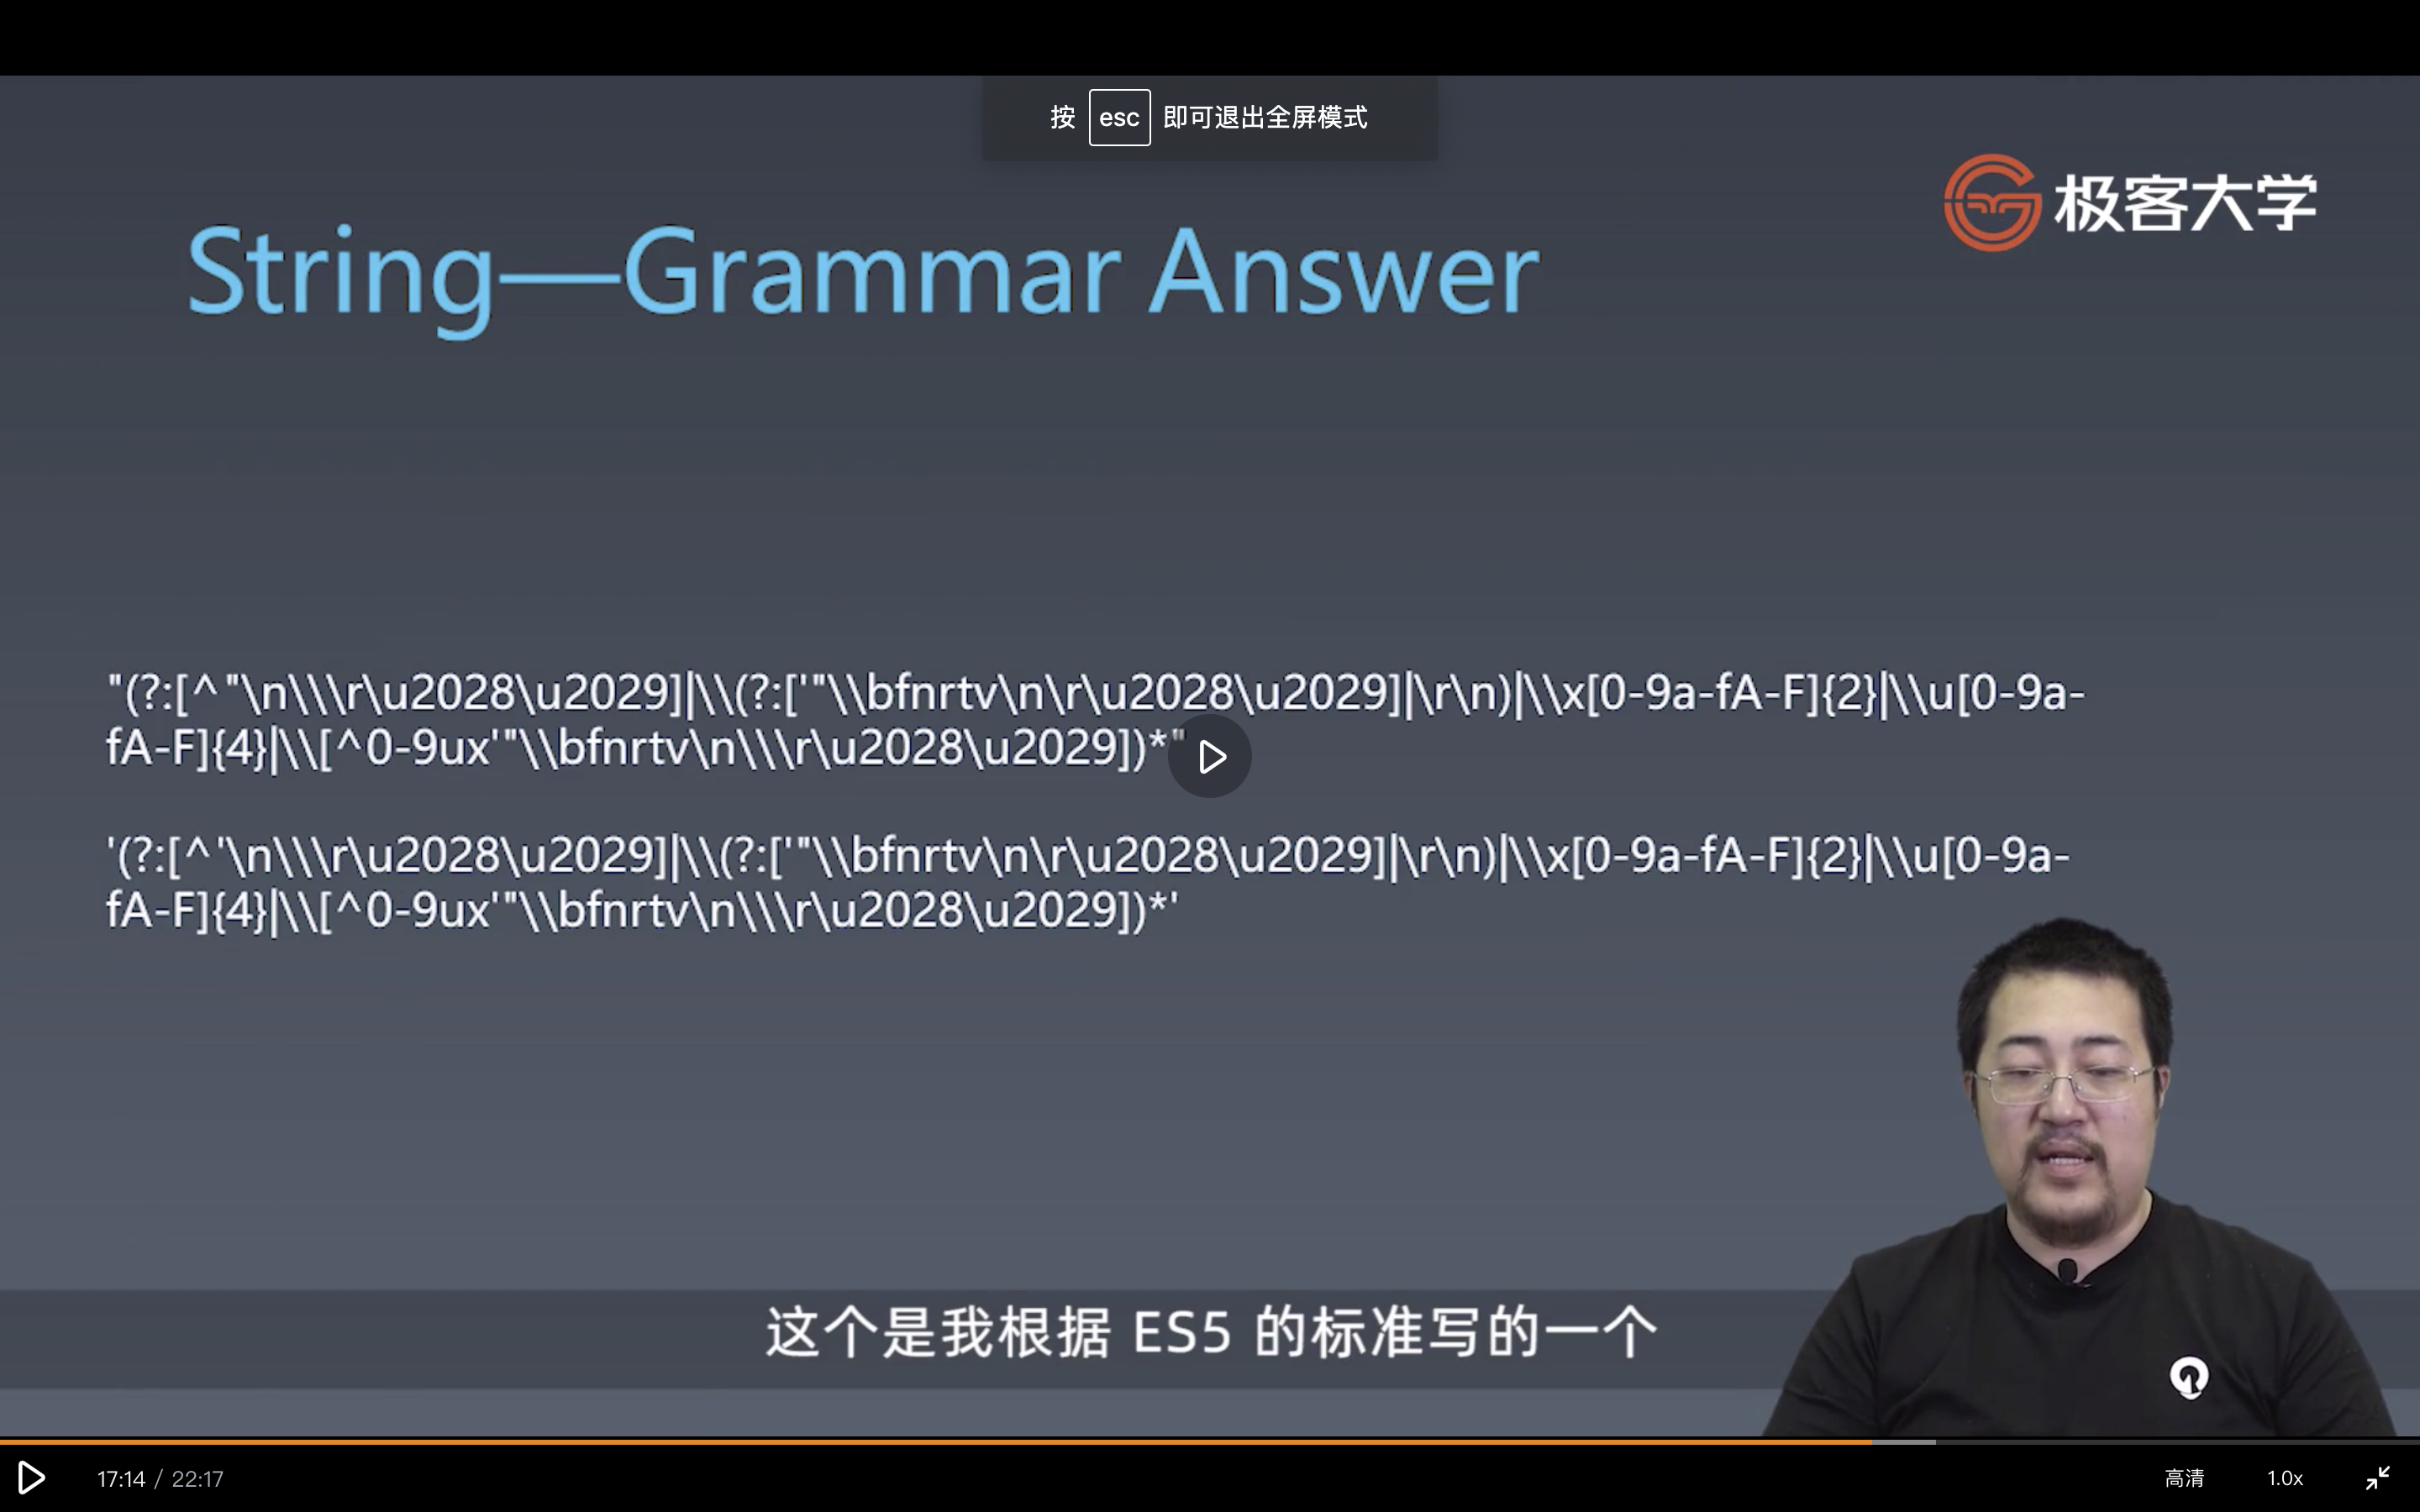 按 esc 即可退出全屏模式
极客大学
String—Grammar Answer
"(?:[^"\n\\\r\u2028\u2029]|\\(?:['"\\bfnrtv\n\r\u2028\u2029]|\r\n)|\\x[0-9a-fA-F]{2}|\\u[0-9a-
fA-F]{4}|\\[^0-9ux'"\\bfnrtv\n\\\r\u2028\u2029])*"
'(?:[^'\n\\\r\u2028\u2029]|\\(?:['"\\bfnrtv\n\r\u2028\u2029]|\r\n)|\\x[0-9a-fA-F]{2}|\\u[0-9a-
fA-F]{4}|\\[^0-9ux'"\\bfnrtv\n\\\r\u2028\u2029])*'
这个是我根据 ES5 的标准写的一个
17:14 / 22:17
高清
1.0x